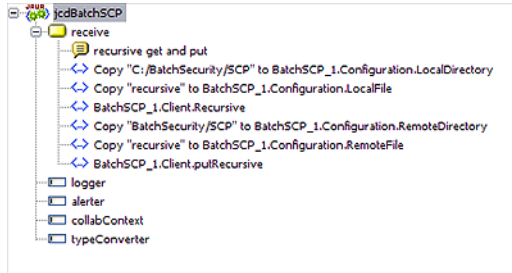 jcdBatchSCP
receive
recursive get and put
Copy "C:/BatchSecurity/SCP" to BatchSCP_1.Configuration.LocalDirectory
Copy "recursive" to BatchSCP_1.Configuration.LocalFile
BatchSCP_1.Client.Recursive
Copy "BatchSecurity/SCP" to BatchSCP_1.Configuration.RemoteDirectory
Copy "recursive" to BatchSCP_1.Configuration.RemoteFile
BatchSCP_1.Client.putRecursive
logger
alerter
collabContext
typeConverter